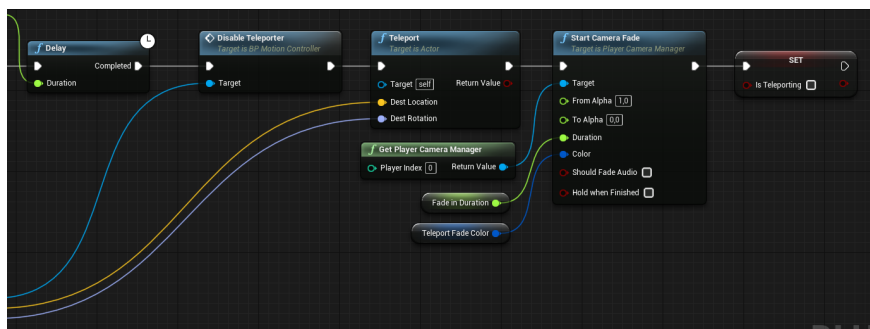 Delay
Completed
Duration
Disable Teleporter
Target is BP Motion Controller
Target
Teleport
Target is Actor
Target self Return Value
Dest Location
Dest Rotation
Get Player Camera Manager
Player Index 0 Return Value
Fade in Duration
Teleport Fade Color
Start Camera Fade
Target is Player Camera Manager
Target
From Alpha 1,0
To Alpha 0,0
Duration
Color
Should Fade Audio
Hold when Finished
SET
Is Teleporting